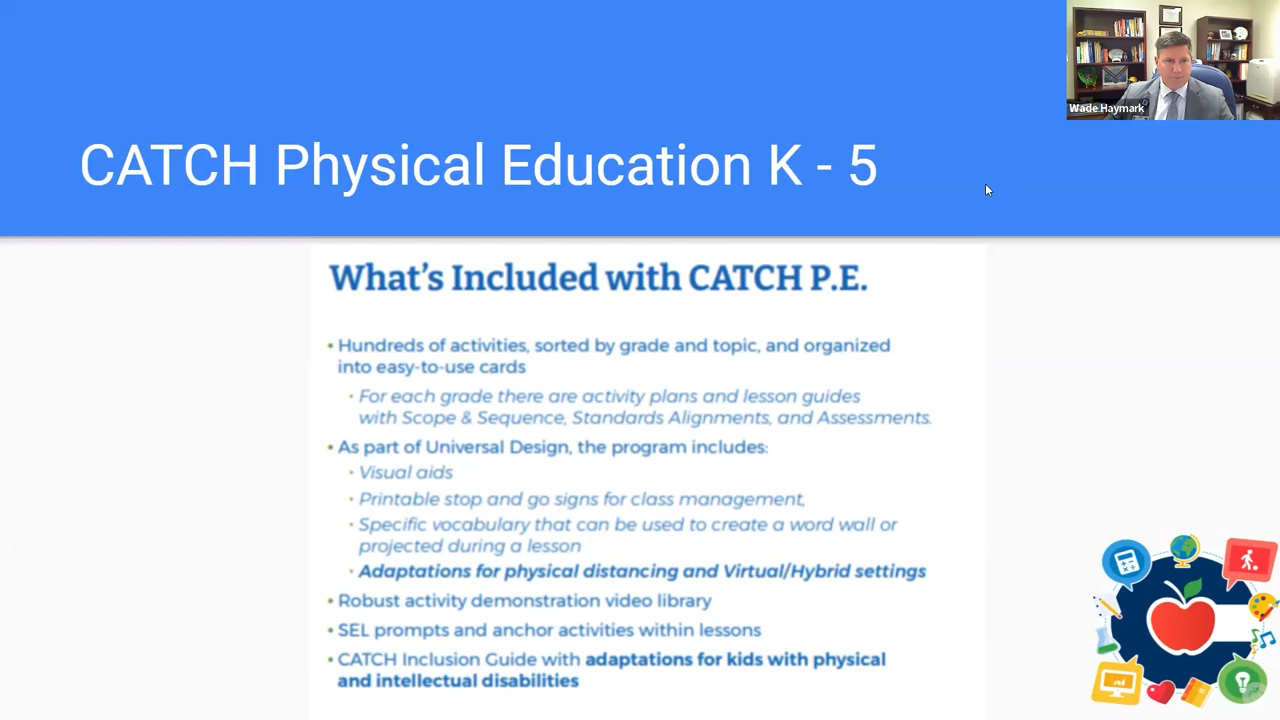 Wade Haymark
CATCH Physical Education K - 5
What's Included with CATCH P.E.
• Hundreds of activities, sorted by grade and topic, and organized
into easy-to-use cards
• For each grade there are activity plans and lesson guides
with Scope & Sequence, Standards Alignments, and Assessments.
• As part of Universal Design, the program includes:
• Visual aids
• Printable stop and go signs for class management,
• Specific vocabulary that can be used to create a word wall or
projected during a lesson
• Adaptations for physical distancing and Virtual/Hybrid settings
• Robust activity demonstration video library
• SEL prompts and anchor activities within lessons
• CATCH Inclusion Guide with adaptations for kids with physical
and intellectual disabilities